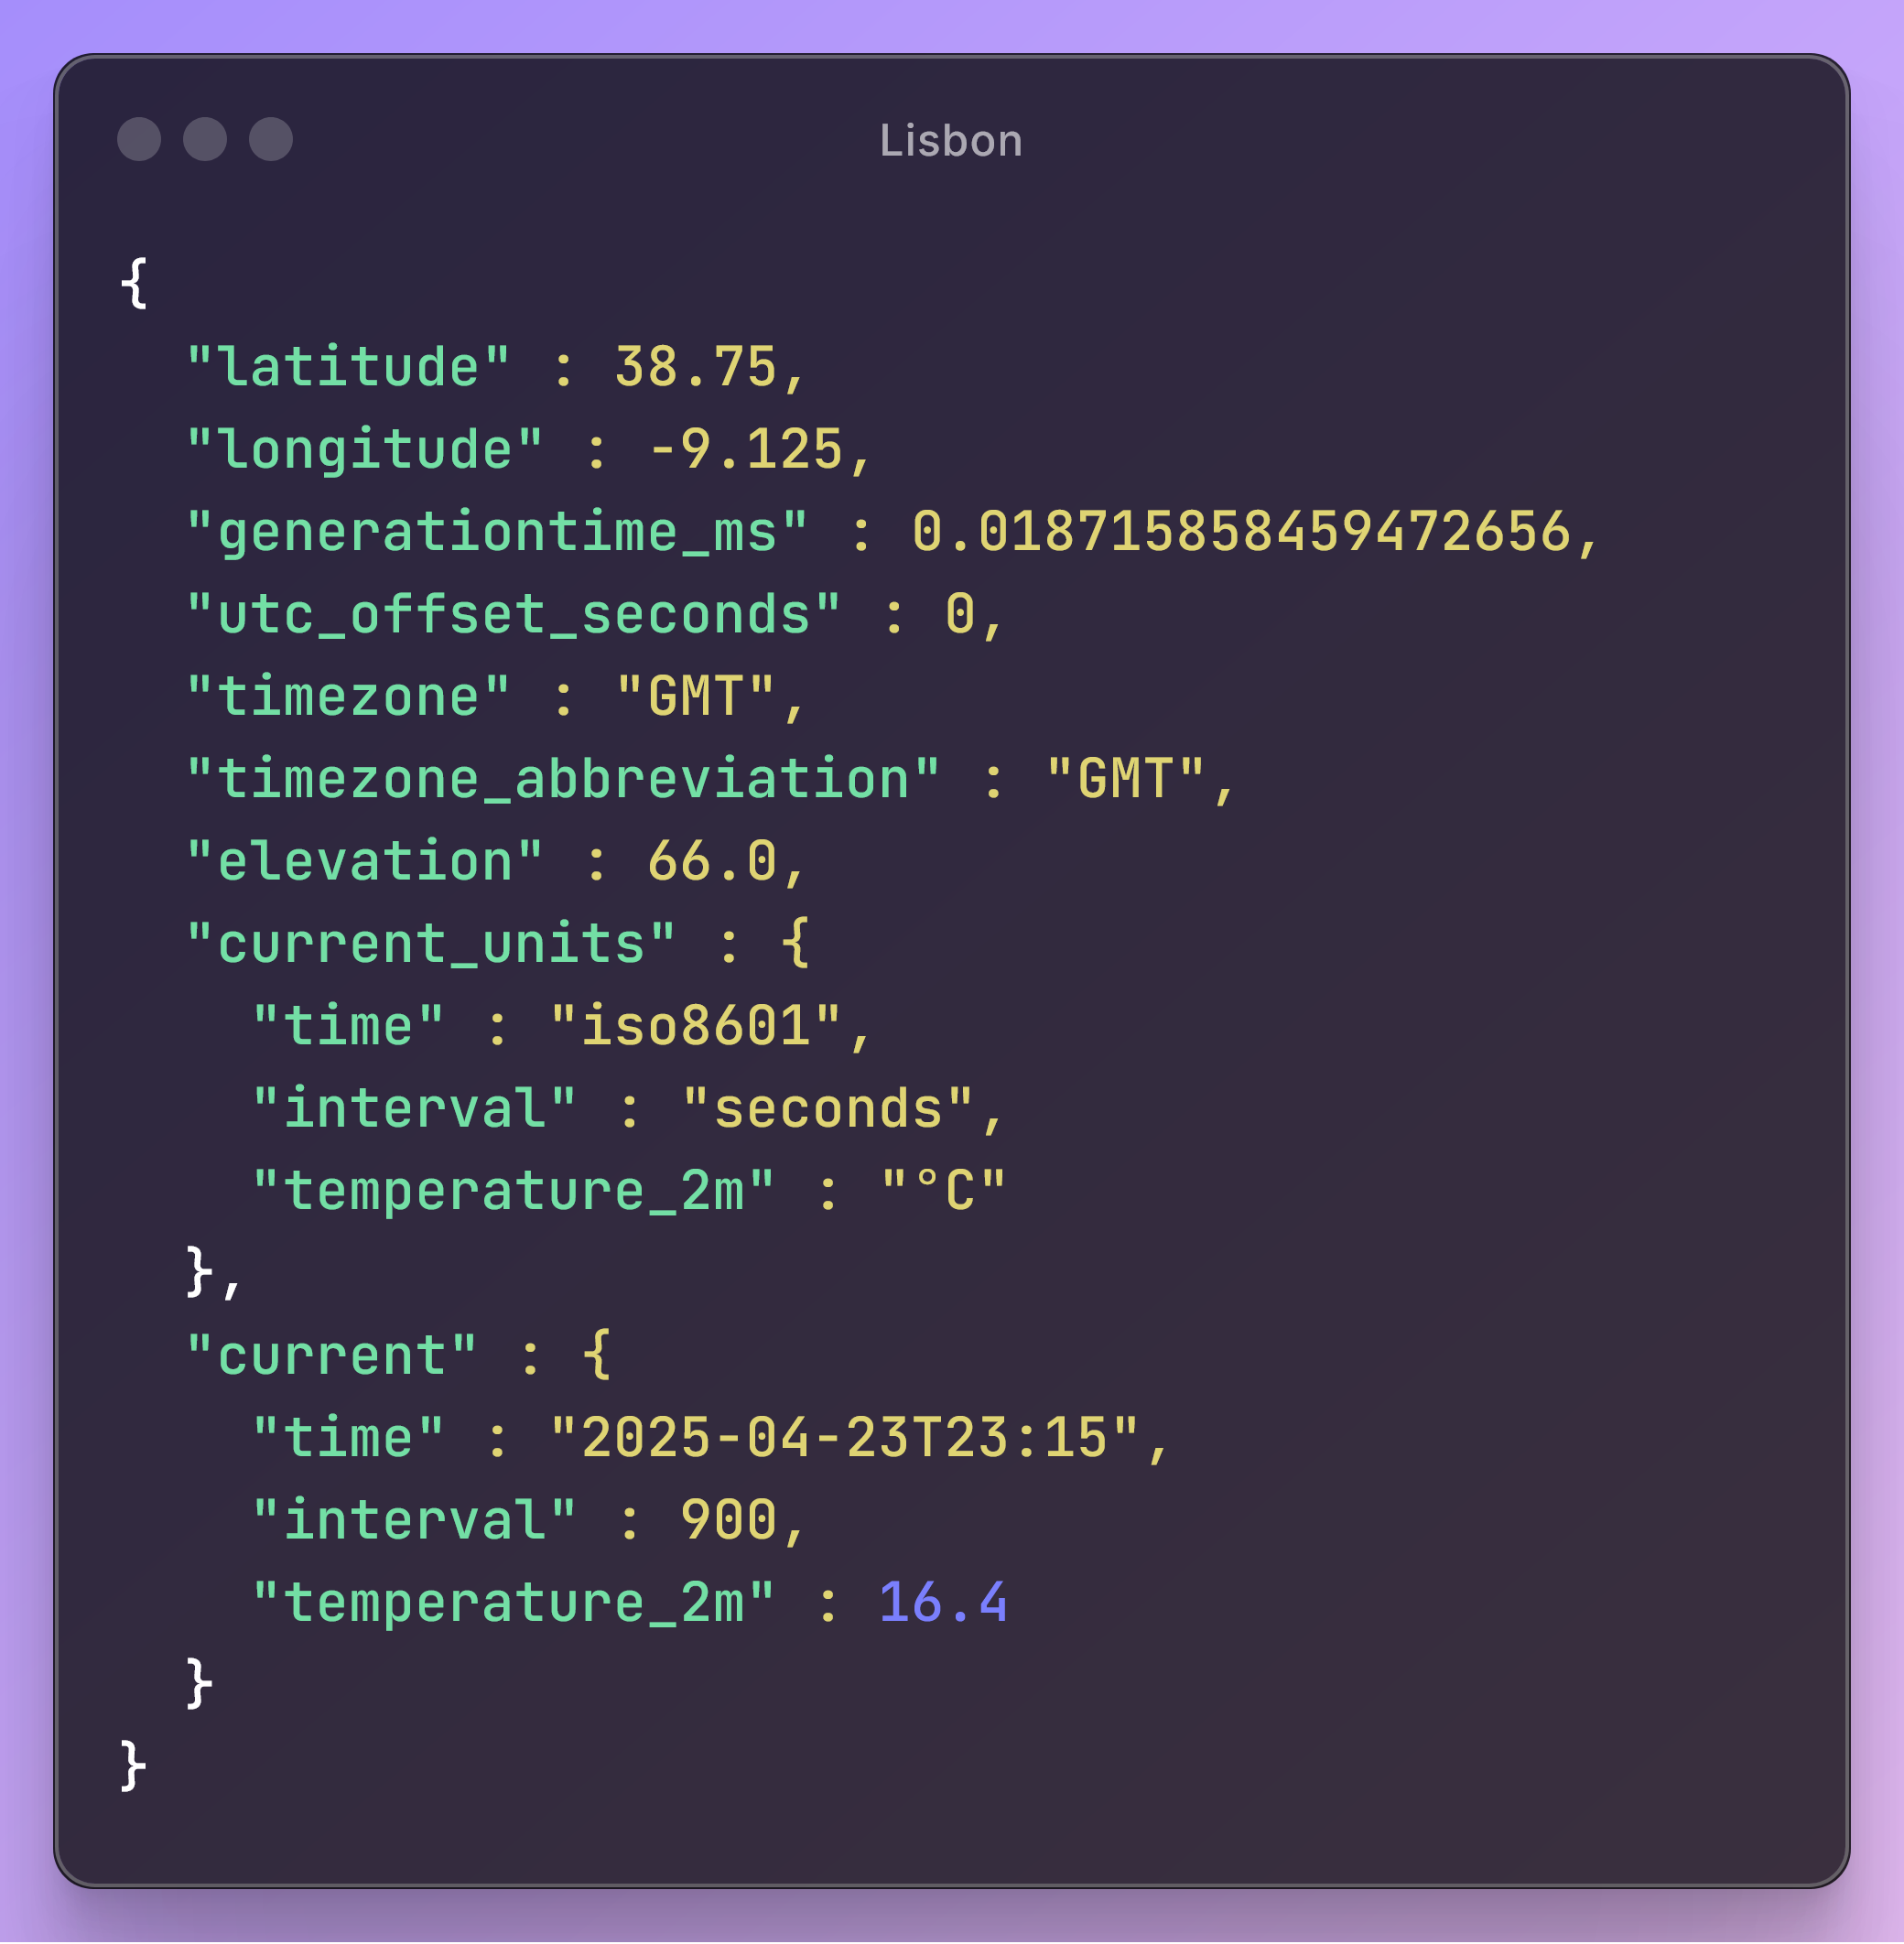 Lisbon
{
  "latitude" : 38.75,
  "longitude" : -9.125,
  "generationtime_ms" : 0.018715858459472656,
  "utc_offset_seconds" : 0,
  "timezone" : "GMT",
  "timezone_abbreviation" : "GMT",
  "elevation" : 66.0,
  "current_units" : {
    "time" : "iso8601",
    "interval" : "seconds",
    "temperature_2m" : "°C"
  },
  "current" : {
    "time" : "2025-04-23T23:15",
    "interval" : 900,
    "temperature_2m" : 16.4
  }
}